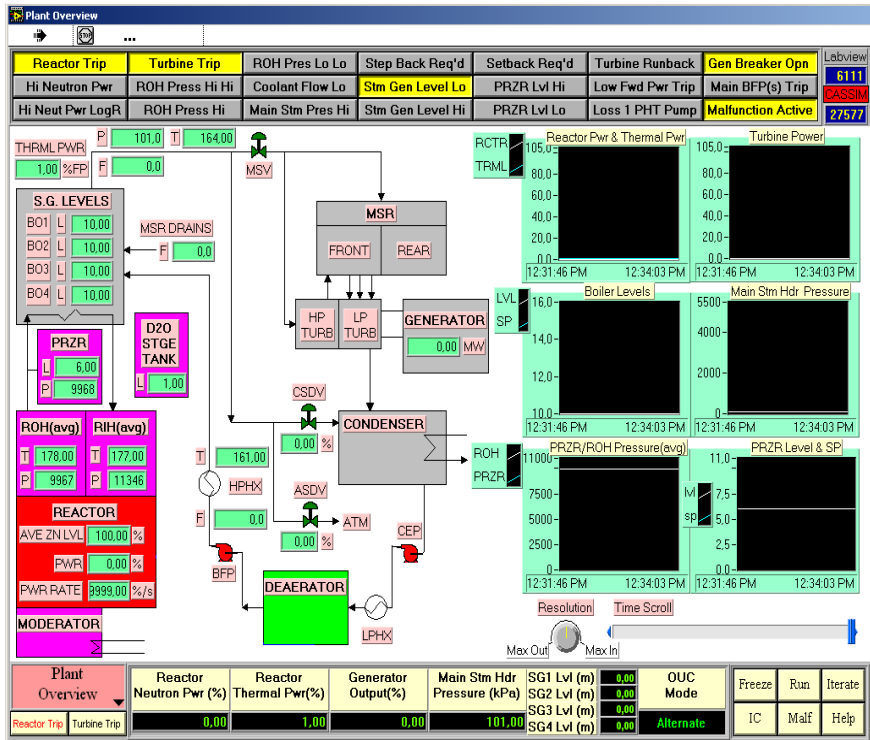 Plant Overview
STOP
...
Reactor Trip Turbine Trip ROH Pres Lo Lo Step Back Req'd Setback Req'd Turbine Runback Gen Breaker Opn Labview
6111
Hi Neutron Pwr ROH Press Hi Hi Coolant Flow Lo Stm Gen Level Lo PRZR Lvl Hi Low Fwd Pwr Trip Main BFP(s) Trip CASSIM
Hi Neut Pwr LogR ROH Press Hi Main Stm Pres Hi Stm Gen Level Hi PRZR Lvl Lo Loss 1 PHT Pump Malfunction Active 27577
THRML PWR P 101,0 T 164,00
1,00 %FP F 0,0 MSV
S.G. LEVELS
BO1 L 10,00
BO2 L 10,00
BO3 L 10,00
BO4 L 10,00
MSR DRAINS
F 0,0
MSR
FRONT REAR
HP TURB
LP TURB
GENERATOR
0,00 MW
PRZR
L 6,00
P 9968
D2O
STGE
TANK
L 1,00
ROH(avg) RIH(avg)
T 178,00 T 177,00
P 9967 P 11346
REACTOR
AVE ZN LVL 100,00 %
PWR 0,00 %
PWR RATE 9999,00 %/s
MODERATOR
T 161,00
HPHX
F 0,0
BFP
CSDV
0,00 %
ASDV
ATM
0,00 %
CONDENSER
CEP
DEAERATOR
LPHX
Reactor Pwr & Thermal Pwr
RCTR
TRML
105,0
80,0
60,0
40,0
20,0
0,0
12:31:46 PM 12:34:03 PM
Turbine Power
105,0
80,0
60,0
40,0
20,0
0,0
12:31:46 PM 12:34:03 PM
Boiler Levels
LVL
SP
16,0
14,0
12,0
10,0
12:31:46 PM 12:34:03 PM
Main Stm Hdr Pressure
5500
4000
2000
0
12:31:46 PM 12:34:03 PM
PRZR/ROH Pressure(avg)
ROH
PRZR
11000
7500
5000
2500
0
12:31:46 PM 12:34:03 PM
PRZR Level & SP
lvl
sp
11,0
7,5
5,0
2,5
0,0
12:31:46 PM 12:34:03 PM
Resolution Time Scroll
Max Out Max In
Plant
Overview
Reactor Trip Turbine Trip
Reactor
Neutron Pwr (%)
0,00
Reactor
Thermal Pwr(%)
1,00
Generator
Output(%)
0,00
Main Stm Hdr
Pressure (kPa)
101,00
SG1 Lvl (m) 0,00
SG2 Lvl (m) 0,00
SG3 Lvl (m) 0,00
SG4 Lvl (m) 0,00
OUC
Mode
Alternate
Freeze Run Iterate
IC Malf Help